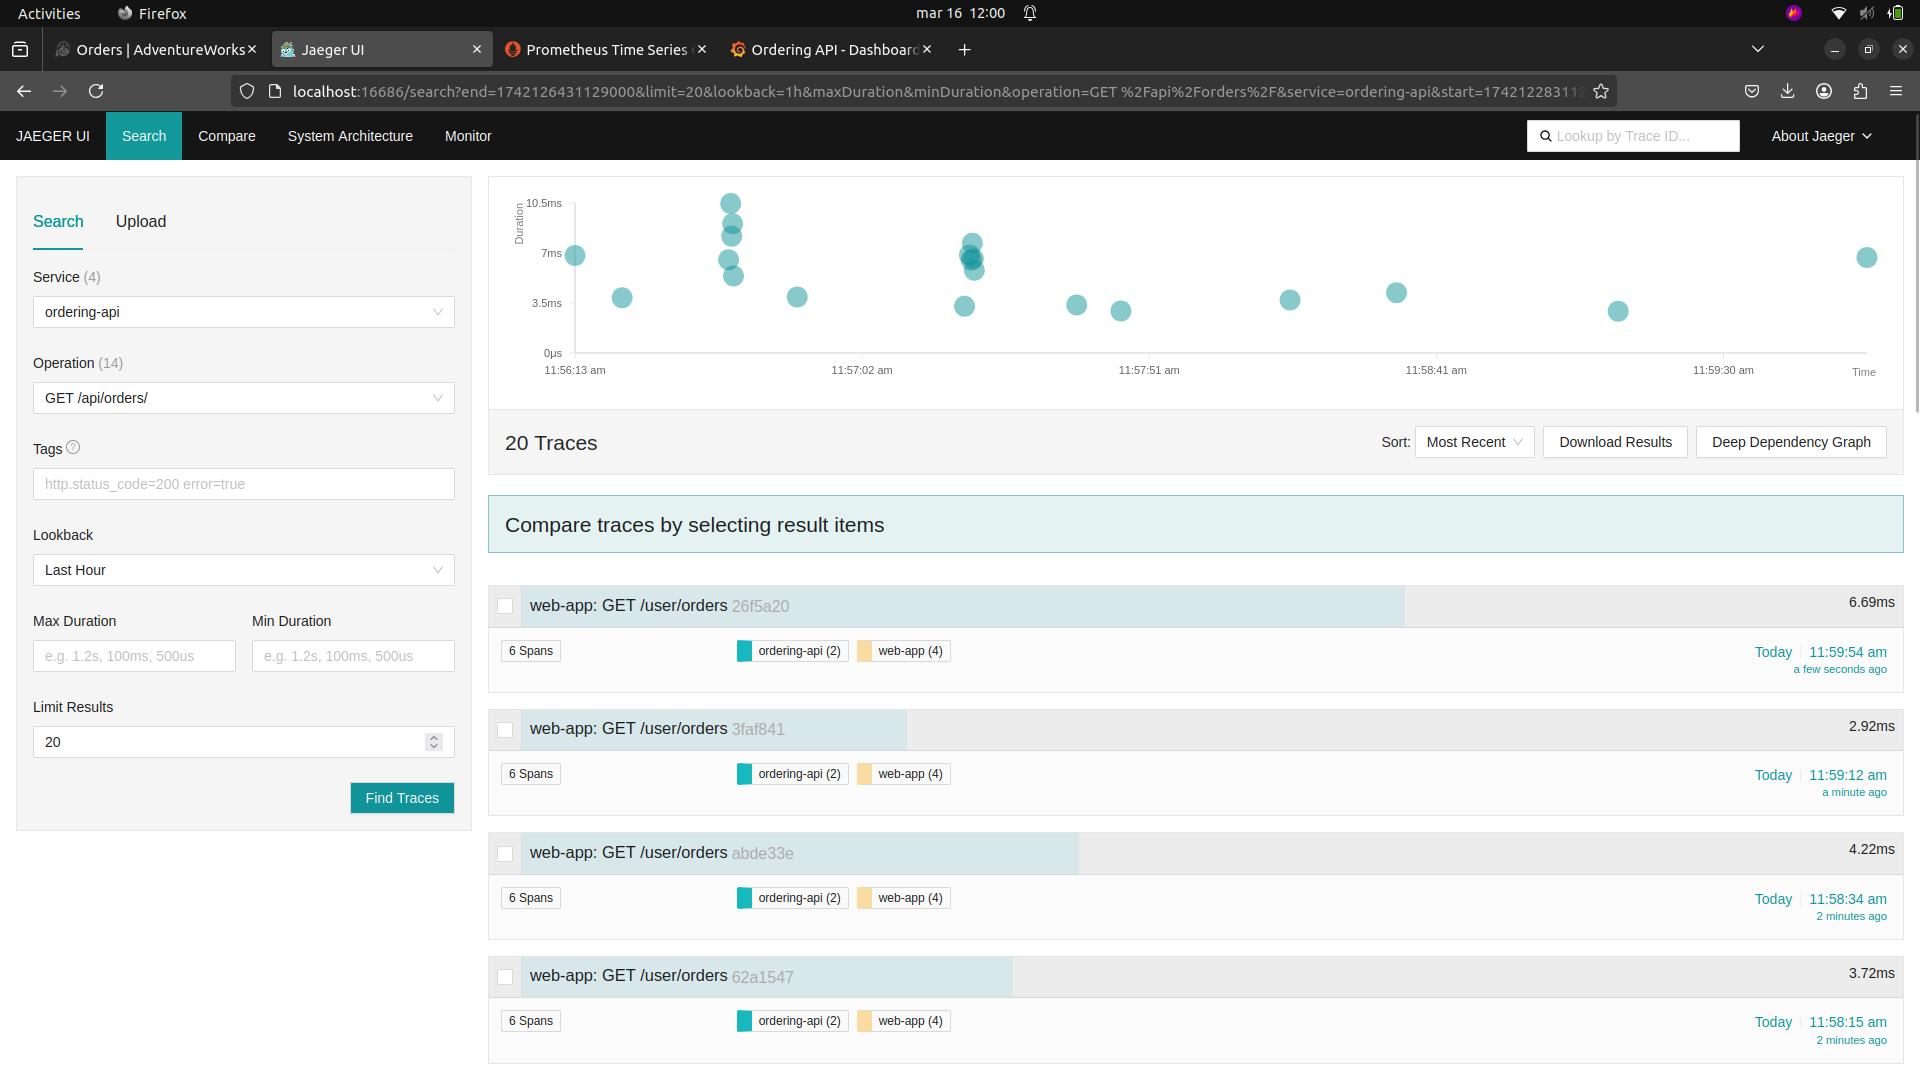 Activities
Firefox
mar 16 12:00
Orders | AdventureWorks
Jaeger UI
Prometheus Time Series
Ordering API - Dashboard
localhost:16686/search?end=1742126431129000&limit=20&lookback=1h&maxDuration&minDuration&operation=GET %2Fapi%2Forders%2F&service=ordering-api&start=174212283112
JAEGER UI
Search
Compare
System Architecture
Monitor
Lookup by Trace ID...
About Jaeger
Search
Upload
Service (4)
ordering-api
Operation (14)
GET /api/orders/
Tags
http.status_code=200 error=true
Lookback
Last Hour
Max Duration
Min Duration
e.g. 1.2s, 100ms, 500us
e.g. 1.2s, 100ms, 500us
Limit Results
20
Find Traces
Duration
10.5ms
7ms
3.5ms
0μs
11:56:13 am
11:57:02 am
11:57:51 am
11:58:41 am
11:59:30 am
Time
20 Traces
Sort:
Most Recent
Download Results
Deep Dependency Graph
Compare traces by selecting result items
web-app: GET /user/orders 26f5a20
6.69ms
6 Spans
ordering-api (2)
web-app (4)
Today
11:59:54 am
a few seconds ago
web-app: GET /user/orders 3faf841
2.92ms
6 Spans
ordering-api (2)
web-app (4)
Today
11:59:12 am
a minute ago
web-app: GET /user/orders abde33e
4.22ms
6 Spans
ordering-api (2)
web-app (4)
Today
11:58:34 am
2 minutes ago
web-app: GET /user/orders 62a1547
3.72ms
6 Spans
ordering-api (2)
web-app (4)
Today
11:58:15 am
2 minutes ago